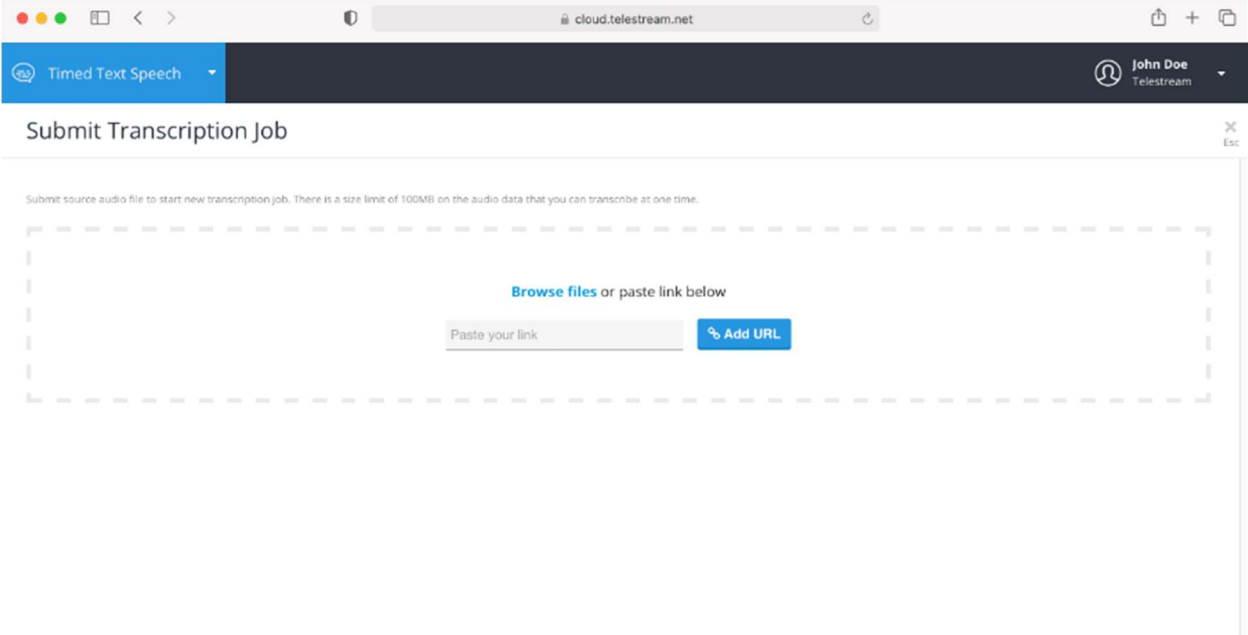 cloud.telestream.net
Timed Text Speech
John Doe
Telestream
Submit Transcription Job
Esc
Submit source audio file to start new transcription job. There is a size limit of 100MB on the audio data that you can transcribe at one time.
Browse files or paste link below
Paste your link
Add URL